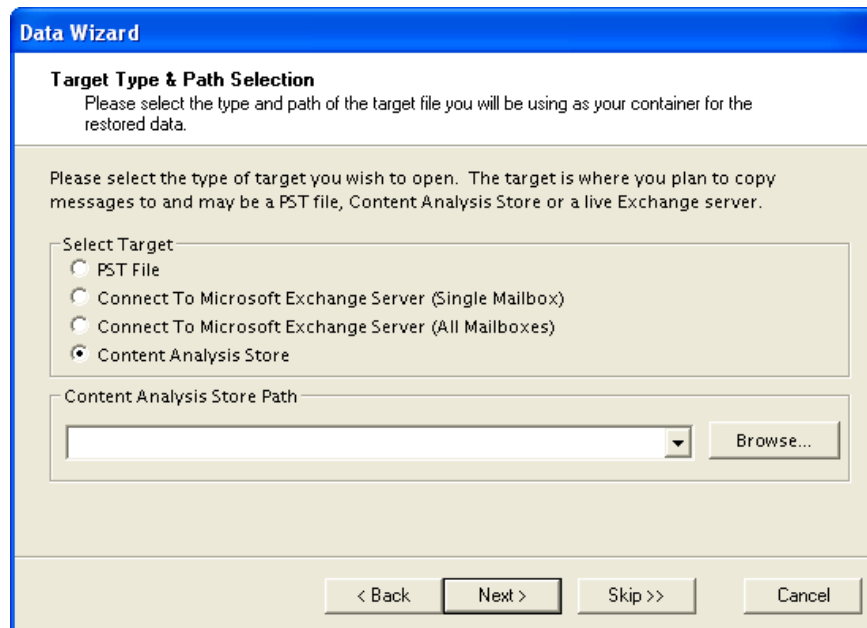 Data Wizard
Target Type & Path Selection
Please select the type and path of the target file you will be using as your container for the
restored data.
Please select the type of target you wish to open. The target is where you plan to copy
messages to and may be a PST file, Content Analysis Store or a live Exchange server.
Select Target
PST File
Connect To Microsoft Exchange Server (Single Mailbox)
Connect To Microsoft Exchange Server (All Mailboxes)
Content Analysis Store
Content Analysis Store Path
Browse...
< Back Next > Skip >> Cancel